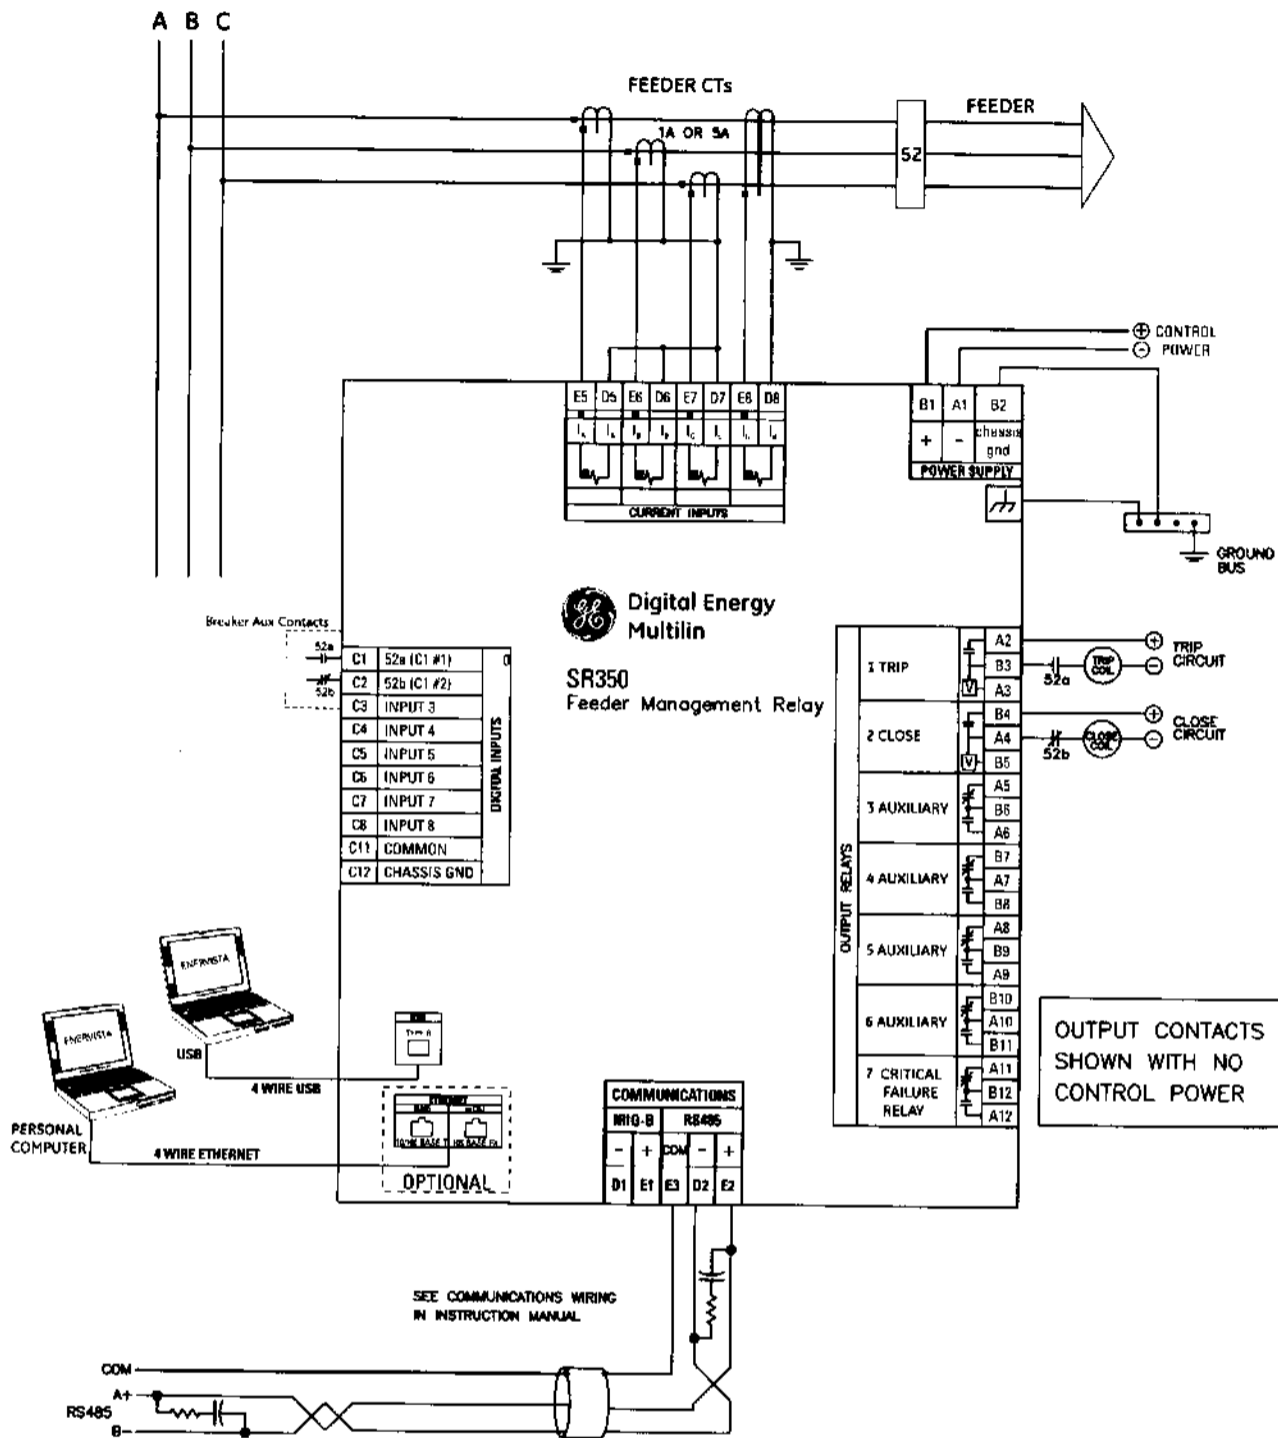 A B C
FEEDER CTs
FEEDER
1A OR 5A
52
CONTROL
POWER
E5 D5 E6 D6 E7 D7 E8 D8
CURRENT INPUTS
B1 A1 B2
+ - chassis gnd
POWER SUPPLY
GROUND BUS
Digital Energy
Multilin
SR350
Feeder Management Relay
Breaker Aux Contacts
52a
52b
C1 52a (C1 #1)
C2 52b (C1 #2)
C3 INPUT 3
C4 INPUT 4
C5 INPUT 5
C6 INPUT 6
C7 INPUT 7
C8 INPUT 8
C11 COMMON
C12 CHASSIS GND
DIGITAL INPUTS
OUTPUT RELAYS
1 TRIP
A2
B3
V A3
52a
TRIP COIL
+ TRIP
- CIRCUIT
2 CLOSE
B4
A4
V B5
52b
CLOSE COIL
+ CLOSE
- CIRCUIT
3 AUXILIARY
A5
B6
A6
4 AUXILIARY
B7
A7
B8
5 AUXILIARY
A8
B9
A9
6 AUXILIARY
B10
A10
B11
7 CRITICAL FAILURE RELAY
A11
B12
A12
OUTPUT CONTACTS
SHOWN WITH NO
CONTROL POWER
ENERVISTA
ENERVISTA
USB
4 WIRE USB
PERSONAL
COMPUTER
4 WIRE ETHERNET
ETHERNET
OPTIONAL
COMMUNICATIONS
IRIG-B RS485
- + COM - +
D1 E1 E3 D2 E2
SEE COMMUNICATIONS WIRING
IN INSTRUCTION MANUAL
COM
A+
RS485
B-